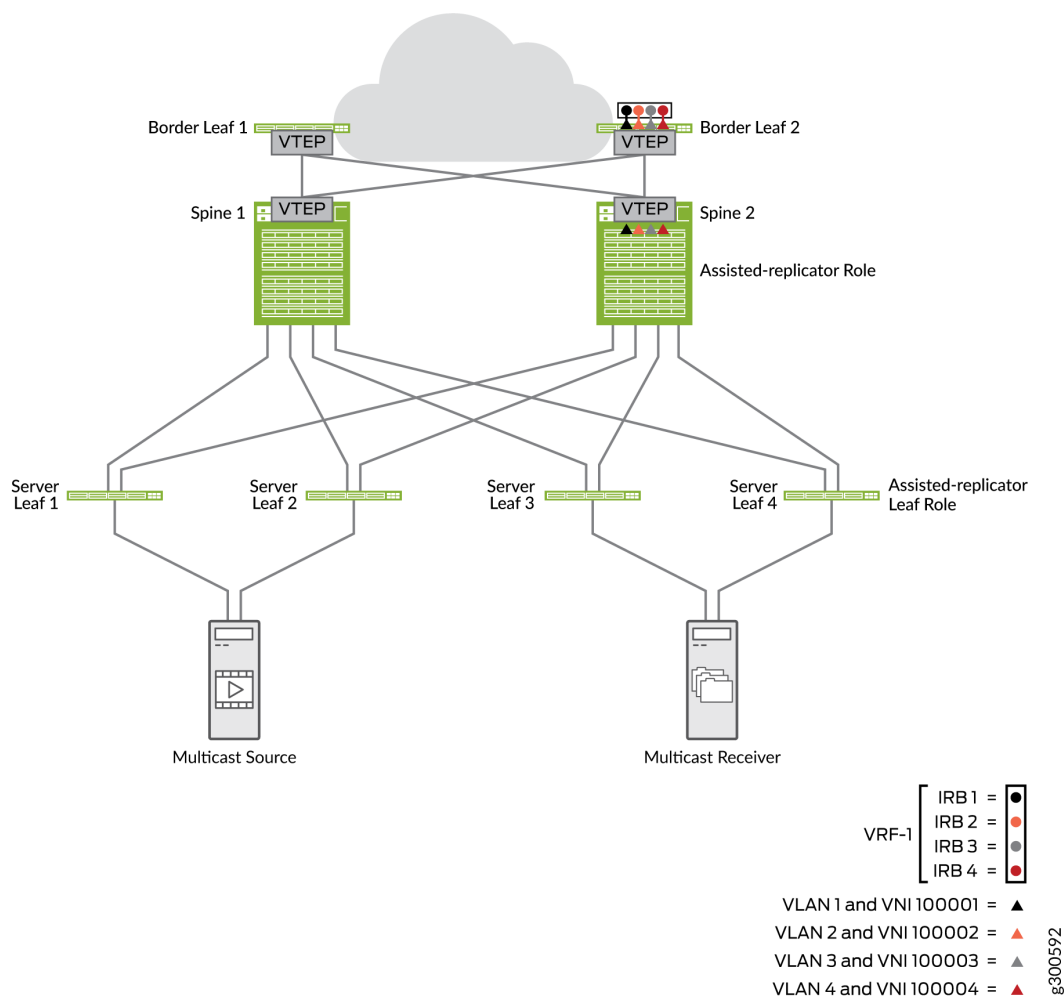 Border Leaf 1
VTEP
VTEP
Border Leaf 2
Spine 1
VTEP
VTEP
Spine 2
Assisted-replicator Role
Server
Leaf 1
Server
Leaf 2
Server
Leaf 3
Server
Leaf 4
Assisted-replicator
Leaf Role
Multicast Source
Multicast Receiver
VRF-1
IRB 1 =
IRB 2 =
IRB 3 =
IRB 4 =
VLAN 1 and VNI 100001 =
VLAN 2 and VNI 100002 =
VLAN 3 and VNI 100003 =
VLAN 4 and VNI 100004 =
g300592